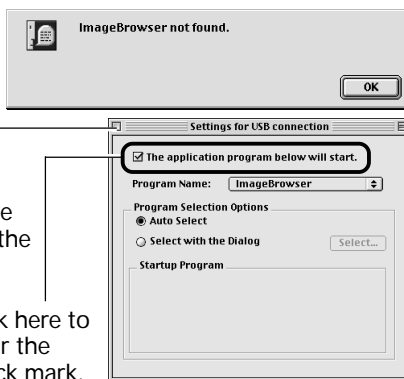 ImageBrowser not found.
OK
Settings for USB connection
The application program below will start.
Program Name: ImageBrowser
Program Selection Options
Auto Select
Select with the Dialog Select...
Startup Program
e
the
k here to
r the
ck mark.